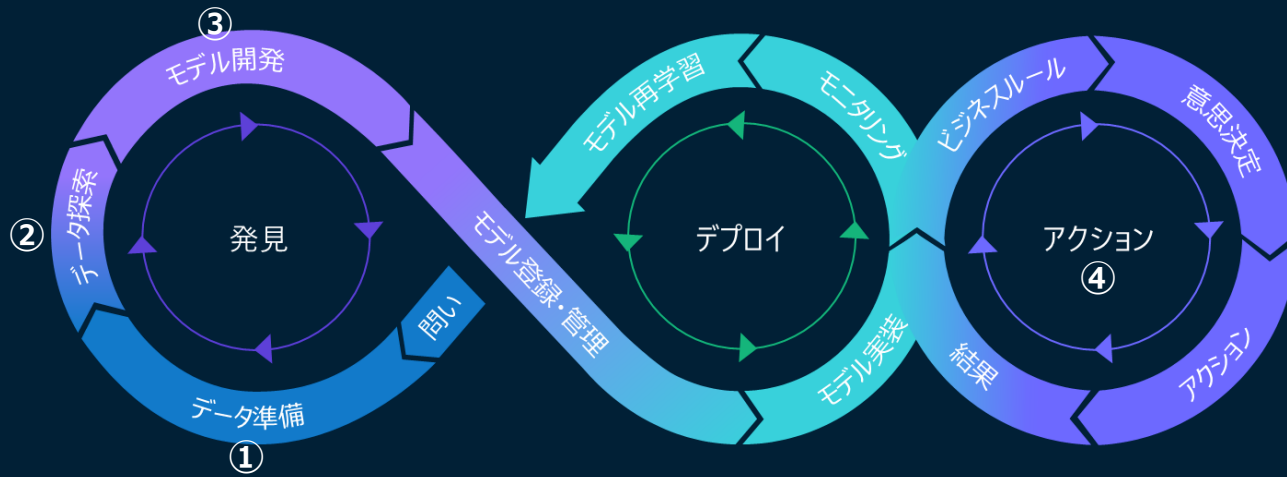 ③
モデル開発
②
データ探索
発見
問い
データ準備
①
モデル登録・管理
モデル再学習
モニタリング
デプロイ
モデル実装
ビジネスルール
意思決定
アクション
④
アクション
結果